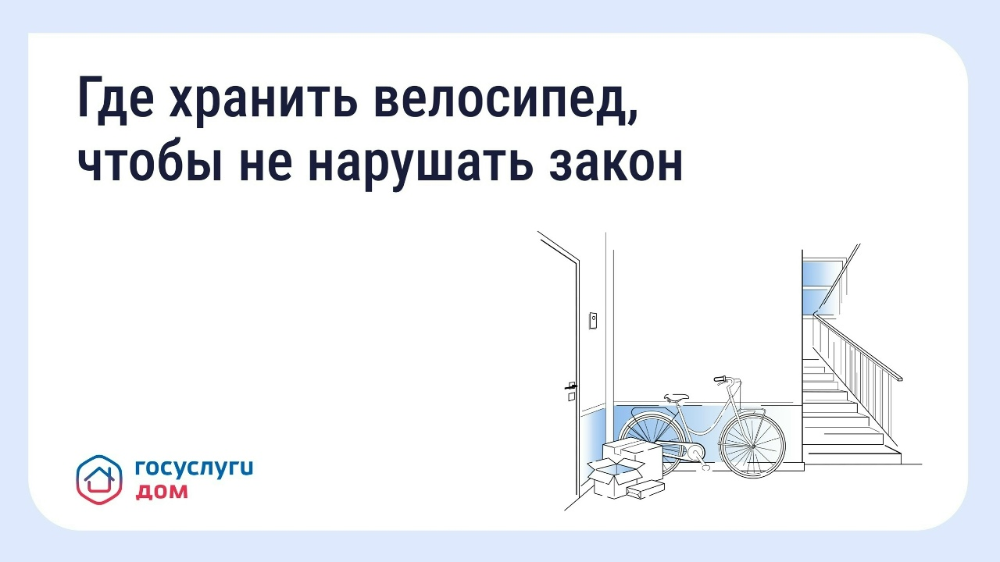 Где хранить велосипед,
чтобы не нарушать закон
госуслуги
дом